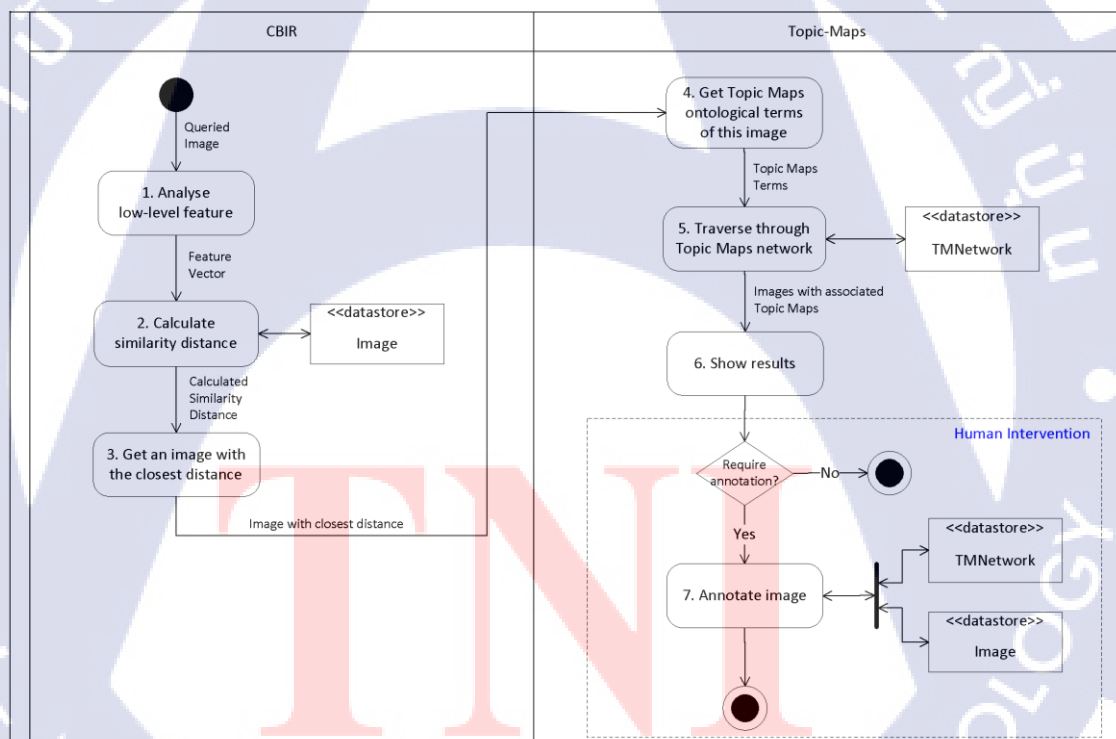 CBIR
Queried
Image
1. Analyse
low-level feature
Feature
Vector
2. Calculate
similarity distance
<<datastore>>
Image
Calculated
Similarity
Distance
3. Get an image with
the closest distance
Image with closest distance
Topic-Maps
4. Get Topic Maps
ontological terms
of this image
Topic Maps
Terms
5. Traverse through
Topic Maps network
<<datastore>>
TMNetwork
Images with associated
Topic Maps
6. Show results
Human Intervention
Require
annotation?
No
Yes
7. Annotate image
<<datastore>>
TMNetwork
<<datastore>>
Image
TNI